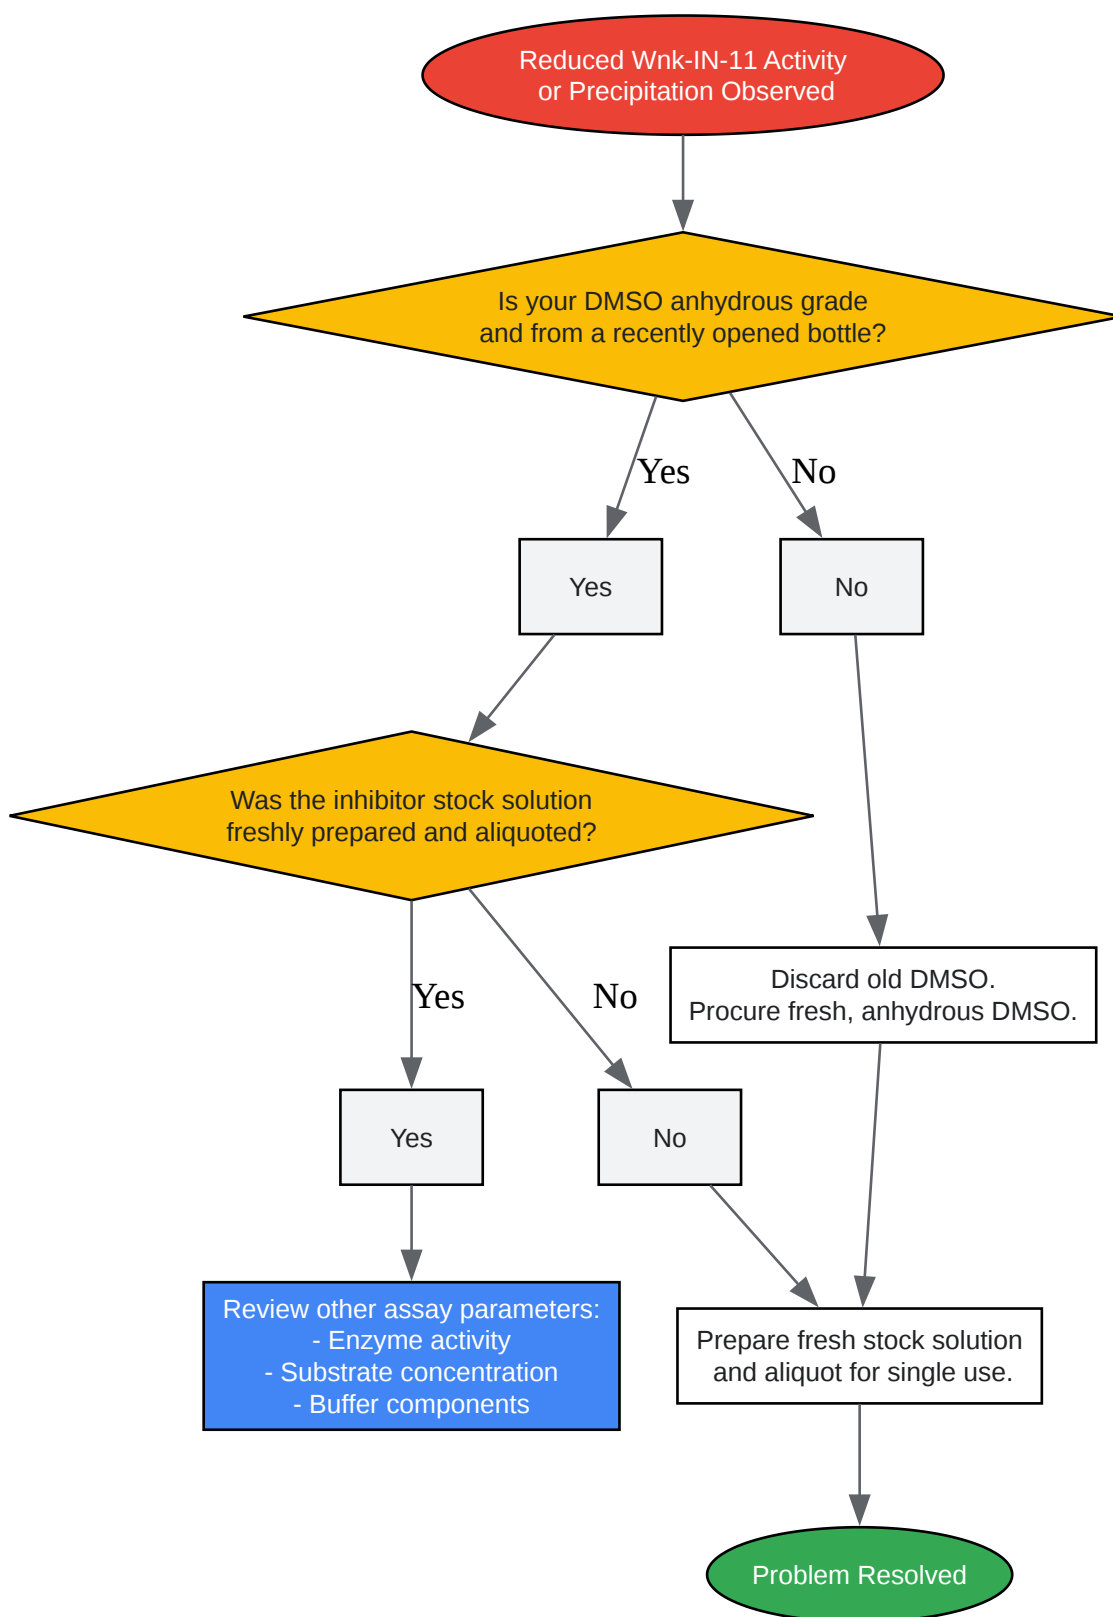 Reduced Wnk-IN-11 Activity
or Precipitation Observed
Is your DMSO anhydrous grade
and from a recently opened bottle?
Yes
No
Yes
No
Was the inhibitor stock solution
freshly prepared and aliquoted?
Discard old DMSO.
Procure fresh, anhydrous DMSO.
Yes
No
Yes
No
Review other assay parameters:
- Enzyme activity
- Substrate concentration
- Buffer components
Prepare fresh stock solution
and aliquot for single use.
Problem Resolved